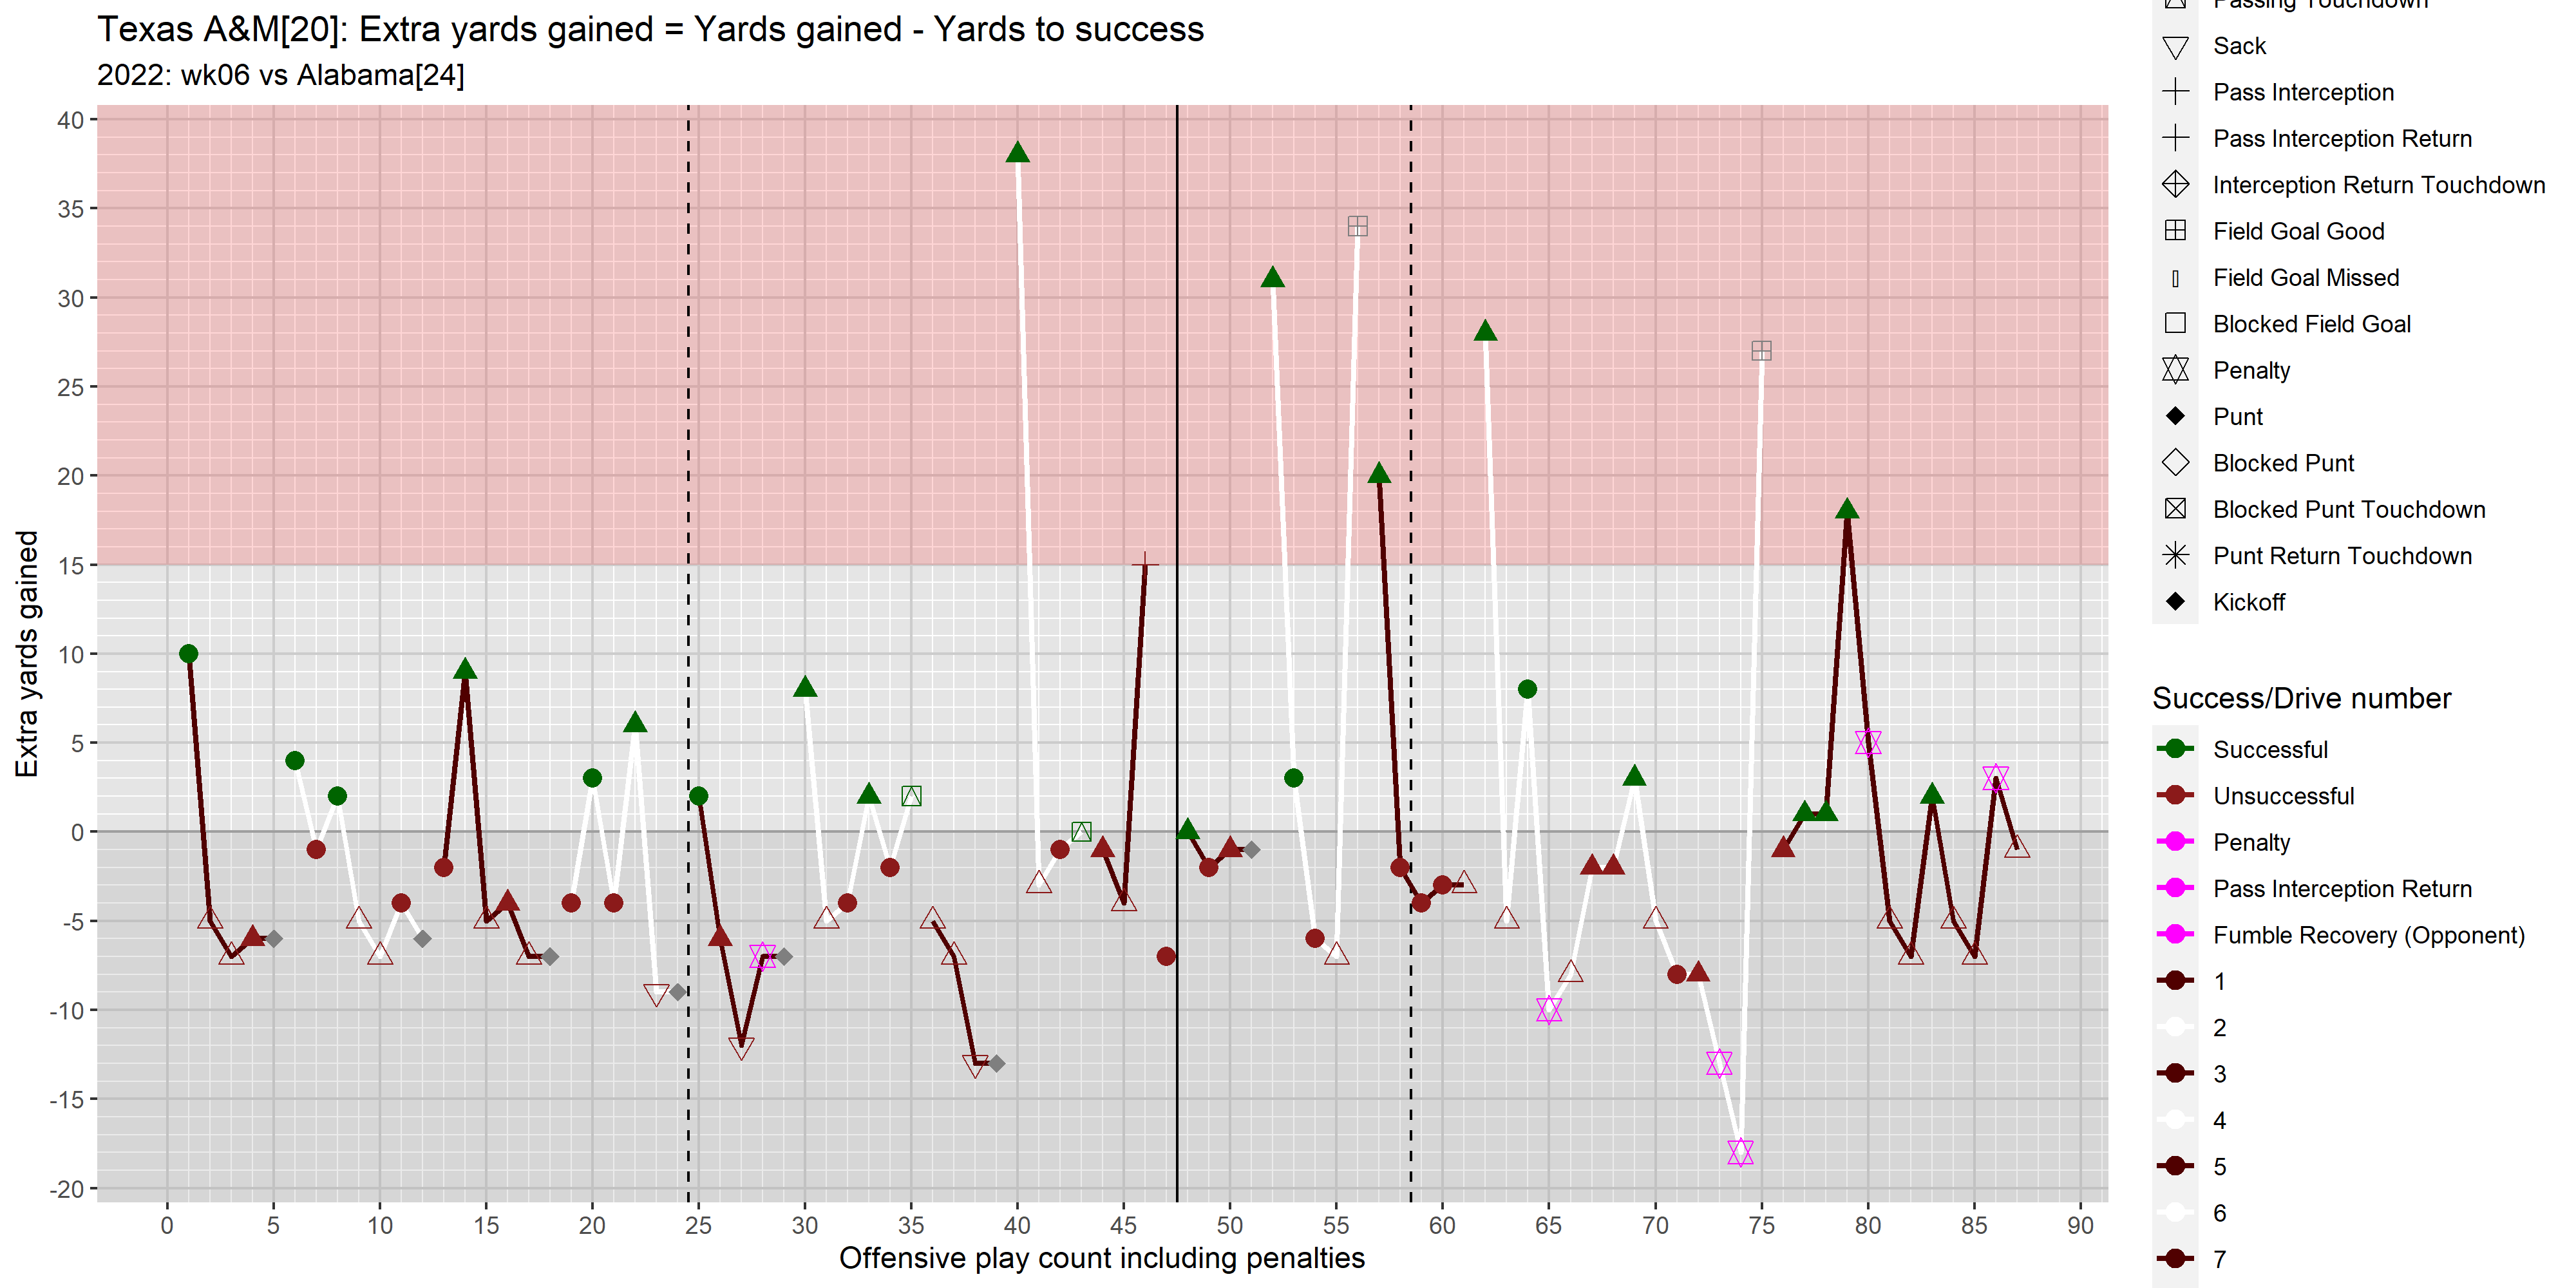 Texas A&M[20]: Extra yards gained = Yards gained - Yards to success
2022: wk06 vs Alabama[24]
Extra yards gained
40
35
30
25
20
15
10
5
0
-5
-10
-15
-20
0 5 10 15 20 25 30 35 40 45 50 55 60 65 70 75 80 85 90
Offensive play count including penalties
Passing Touchdown
Sack
Pass Interception
Pass Interception Return
Interception Return Touchdown
Field Goal Good
Field Goal Missed
Blocked Field Goal
Penalty
Punt
Blocked Punt
Blocked Punt Touchdown
Punt Return Touchdown
Kickoff
Success/Drive number
Successful
Unsuccessful
Penalty
Pass Interception Return
Fumble Recovery (Opponent)
1
2
3
4
5
6
7